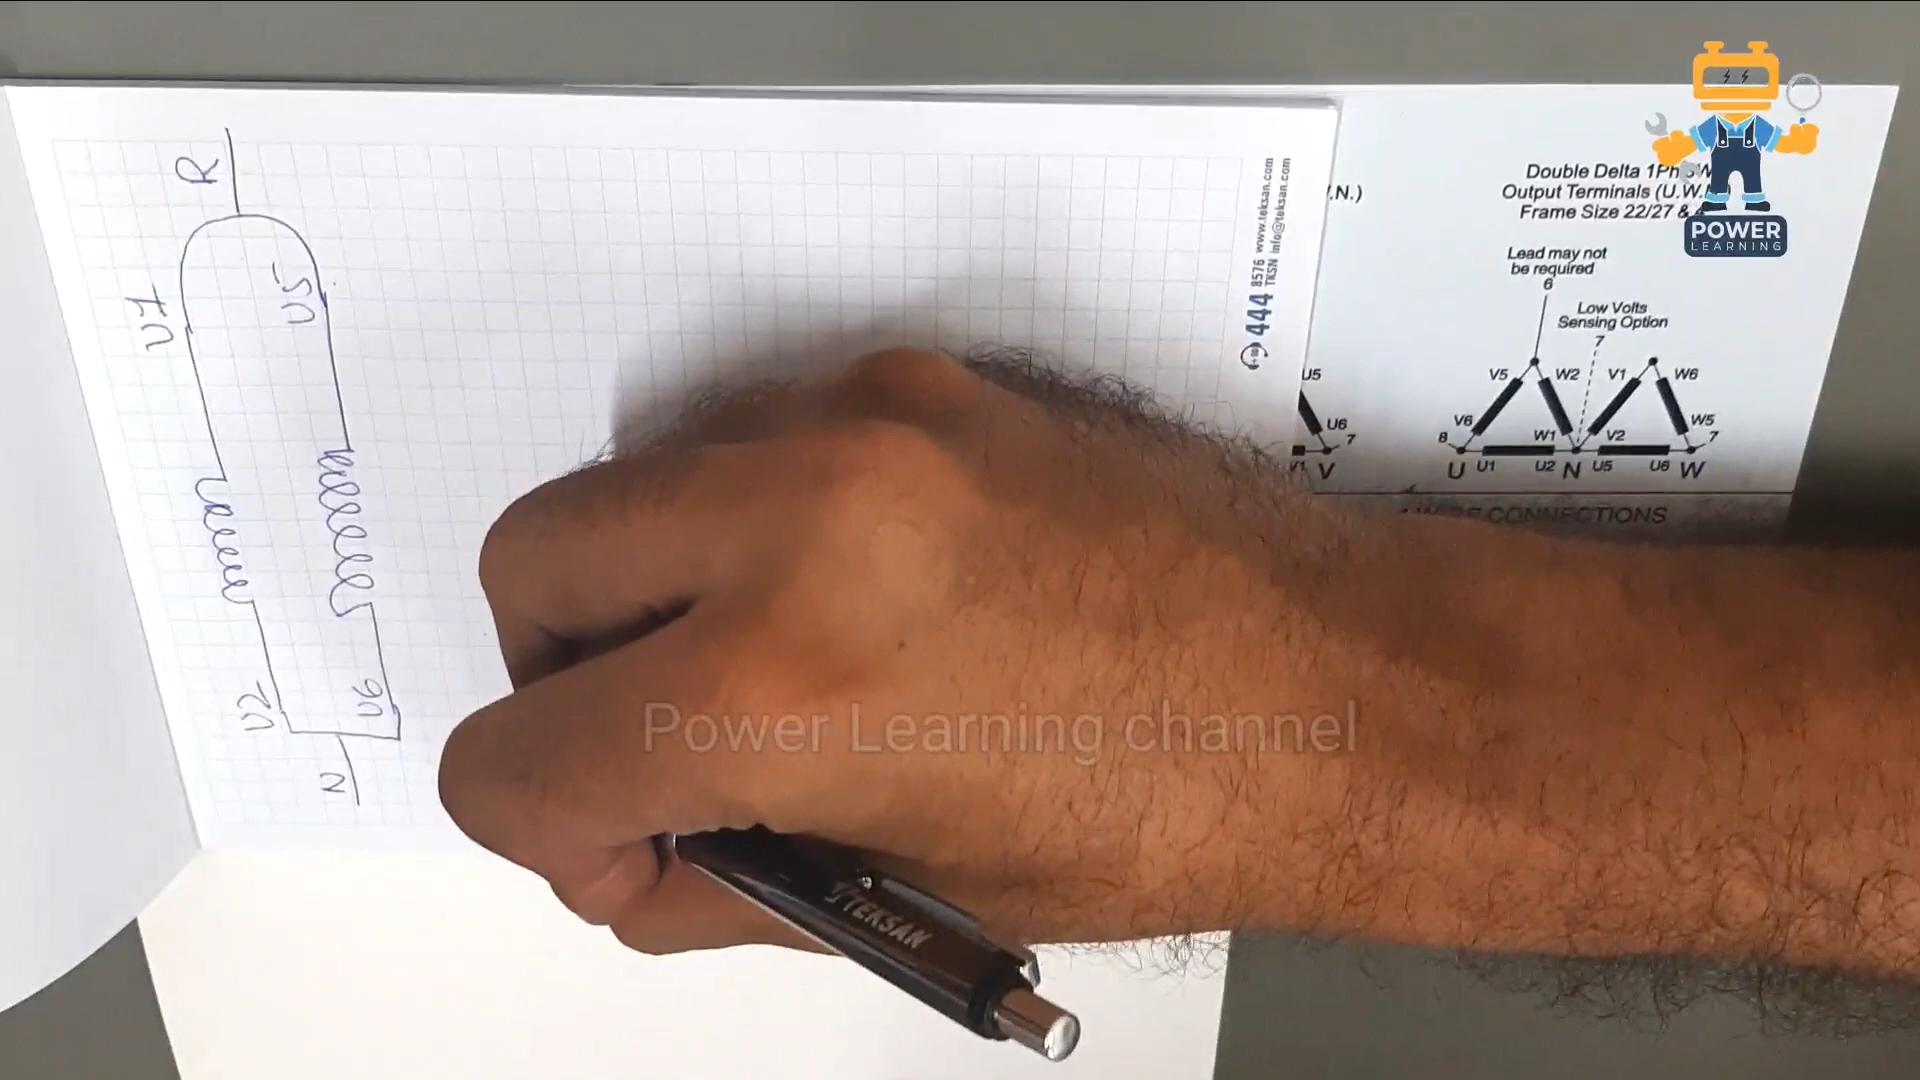 R
U1
U5
U2
U6
N
444 8576 www.teksan.com
TKSN info@teksan.com
.N.)
U5
U6
7
V1 V
Double Delta 1Ph
Output Terminals (U.W.
Frame Size 22/27 &
Lead may not
be required
6
Low Volts
Sensing Option
7
V5 W2 V1 W6
V6 W1 V2 W5
8 7
U U1 U2 N U5 U6 W
CONNECTIONS
POWER
LEARNING
Power Learning channel
TEKSAN